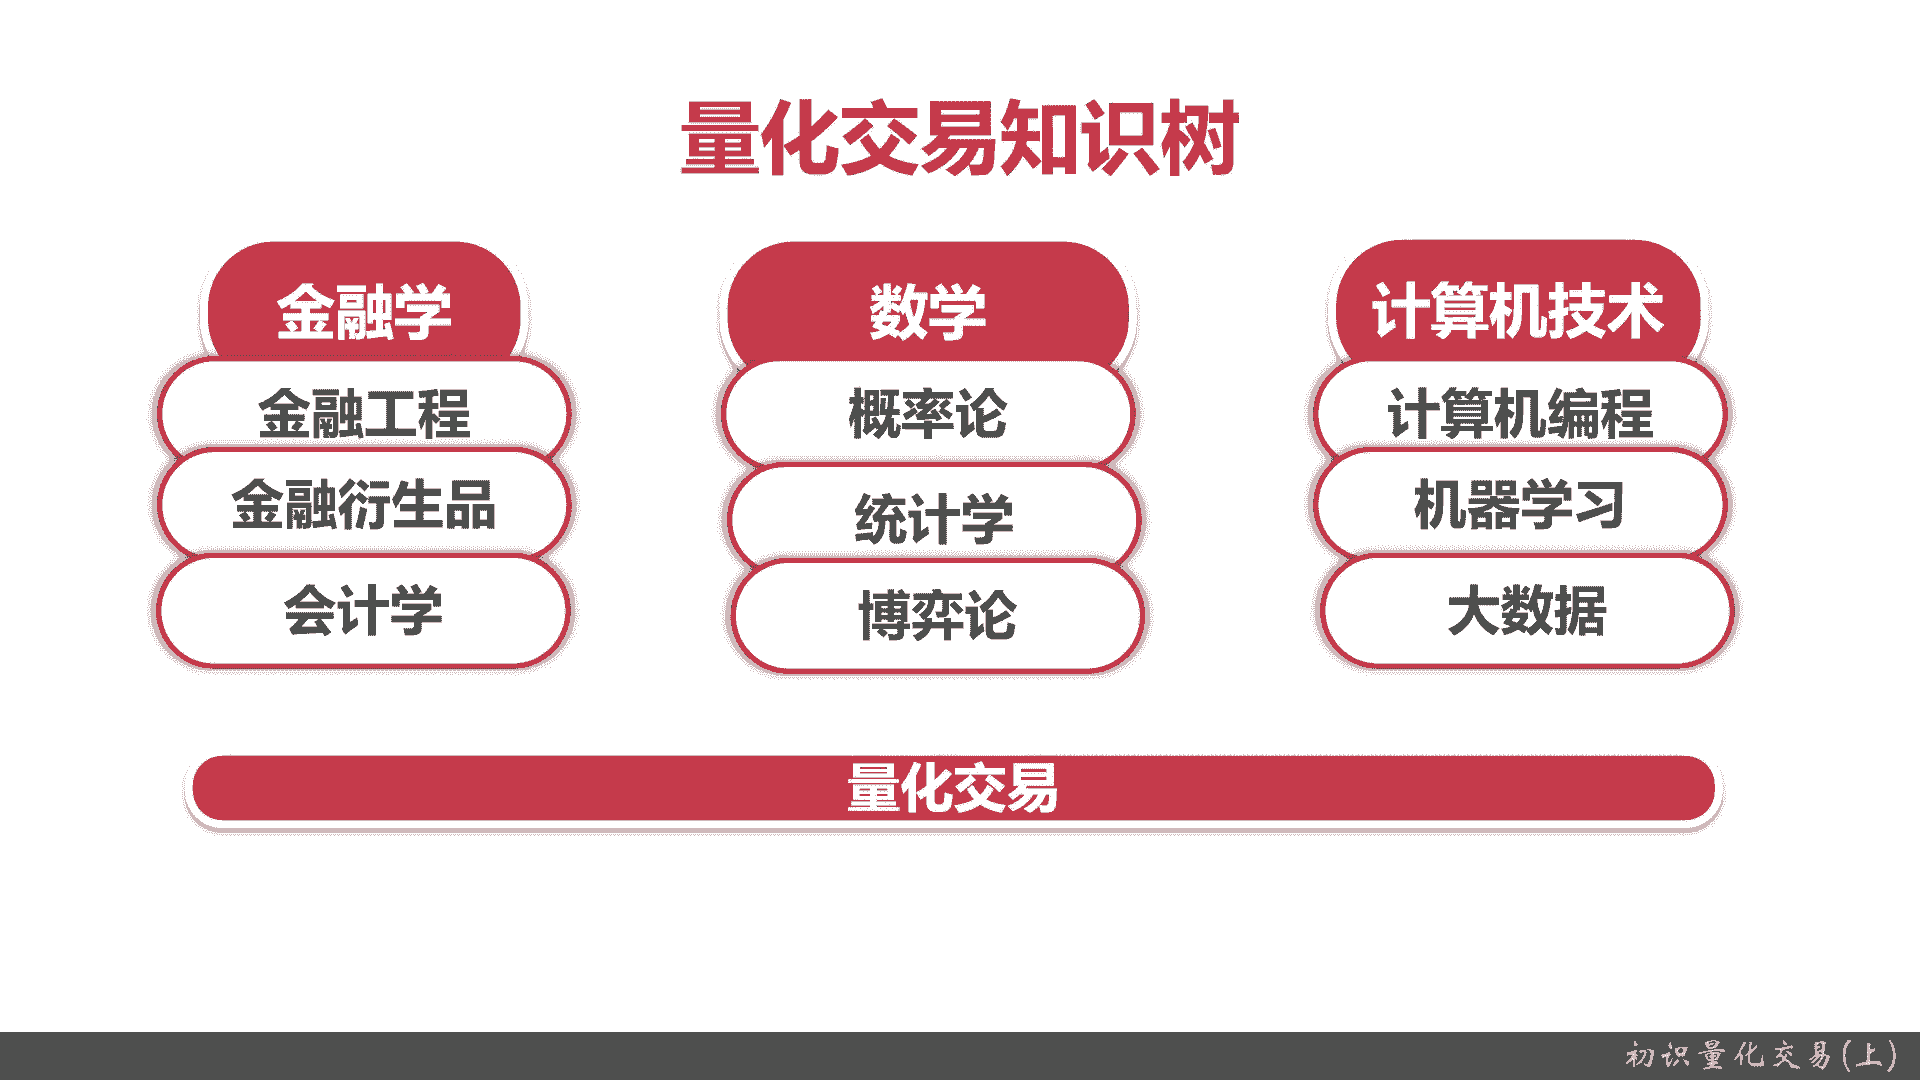 量化交易知识树
金融学
金融工程
金融衍生品
会计学
数学
概率论
统计学
博弈论
计算机技术
计算机编程
机器学习
大数据
量化交易
初识量化交易(上)